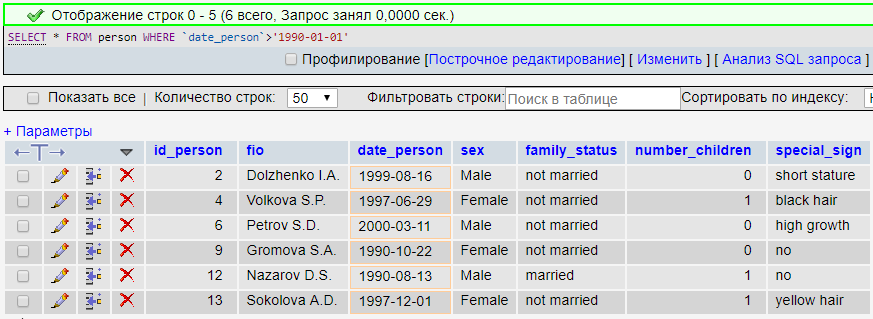 Отображение строк 0 - 5 (6 всего, Запрос занял 0,0000 сек.)
SELECT * FROM person WHERE `date_person`>'1990-01-01'
Профилирование [Построчное редактирование] [ Изменить ] [ Анализ SQL запроса ]
Показать все | Количество строк: 50 Фильтровать строки: Поиск в таблице Сортировать по индексу:
+ Параметры
id_person fio date_person sex family_status number_children special_sign
2 Dolzhenko I.A. 1999-08-16 Male not married 0 short stature
4 Volkova S.P. 1997-06-29 Female not married 1 black hair
6 Petrov S.D. 2000-03-11 Male not married 0 high growth
9 Gromova S.A. 1990-10-22 Female not married 0 no
12 Nazarov D.S. 1990-08-13 Male married 1 no
13 Sokolova A.D. 1997-12-01 Female not married 1 yellow hair